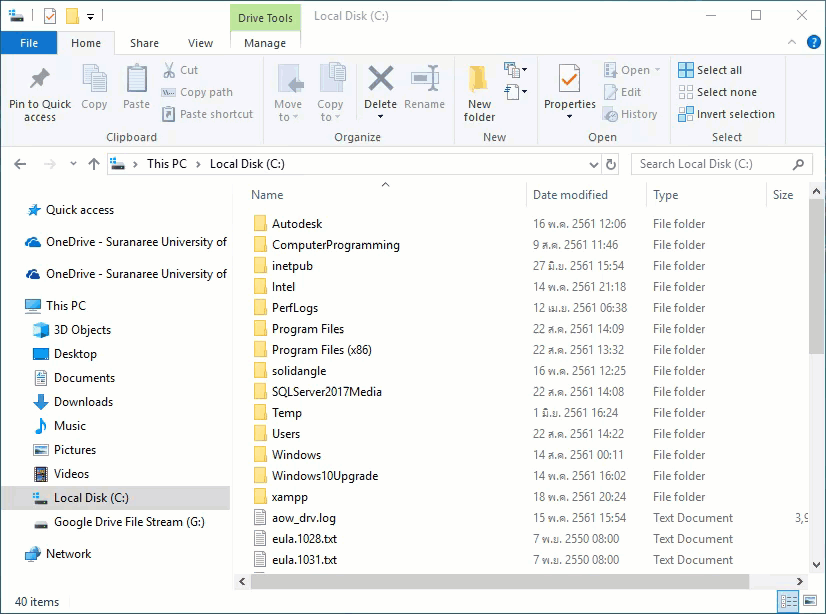 Drive Tools Local Disk (C:)
File Home Share View Manage
Pin to Quick access
Copy
Paste
Cut
Copy path
Paste shortcut
Clipboard
Move to
Copy to
Delete
Rename
Organize
New folder
New
Properties
Open
Edit
History
Open
Select all
Select none
Invert selection
Select
This PC > Local Disk (C:)
Search Local Disk (C:)
Quick access
OneDrive - Suranaree University of
OneDrive - Suranaree University of
This PC
3D Objects
Desktop
Documents
Downloads
Music
Pictures
Videos
Local Disk (C:)
Google Drive File Stream (G:)
Network
Name Date modified Type Size
Autodesk 16 พ.ค. 2561 12:06 File folder
ComputerProgramming 9 ส.ค. 2561 11:46 File folder
inetpub 27 มิ.ย. 2561 15:54 File folder
Intel 14 พ.ค. 2561 21:18 File folder
PerfLogs 12 เม.ย. 2561 06:38 File folder
Program Files 22 ส.ค. 2561 14:09 File folder
Program Files (x86) 22 ส.ค. 2561 13:32 File folder
solidangle 16 พ.ค. 2561 12:25 File folder
SQLServer2017Media 22 ส.ค. 2561 14:08 File folder
Temp 1 มิ.ย. 2561 16:24 File folder
Users 22 ส.ค. 2561 14:22 File folder
Windows 14 ส.ค. 2561 00:11 File folder
Windows10Upgrade 14 พ.ค. 2561 16:02 File folder
xampp 18 พ.ค. 2561 20:24 File folder
aow_drv.log 15 พ.ค. 2561 15:54 Text Document 3,9
eula.1028.txt 7 พ.ย. 2550 08:00 Text Document
eula.1031.txt 7 พ.ย. 2550 08:00 Text Document
40 items